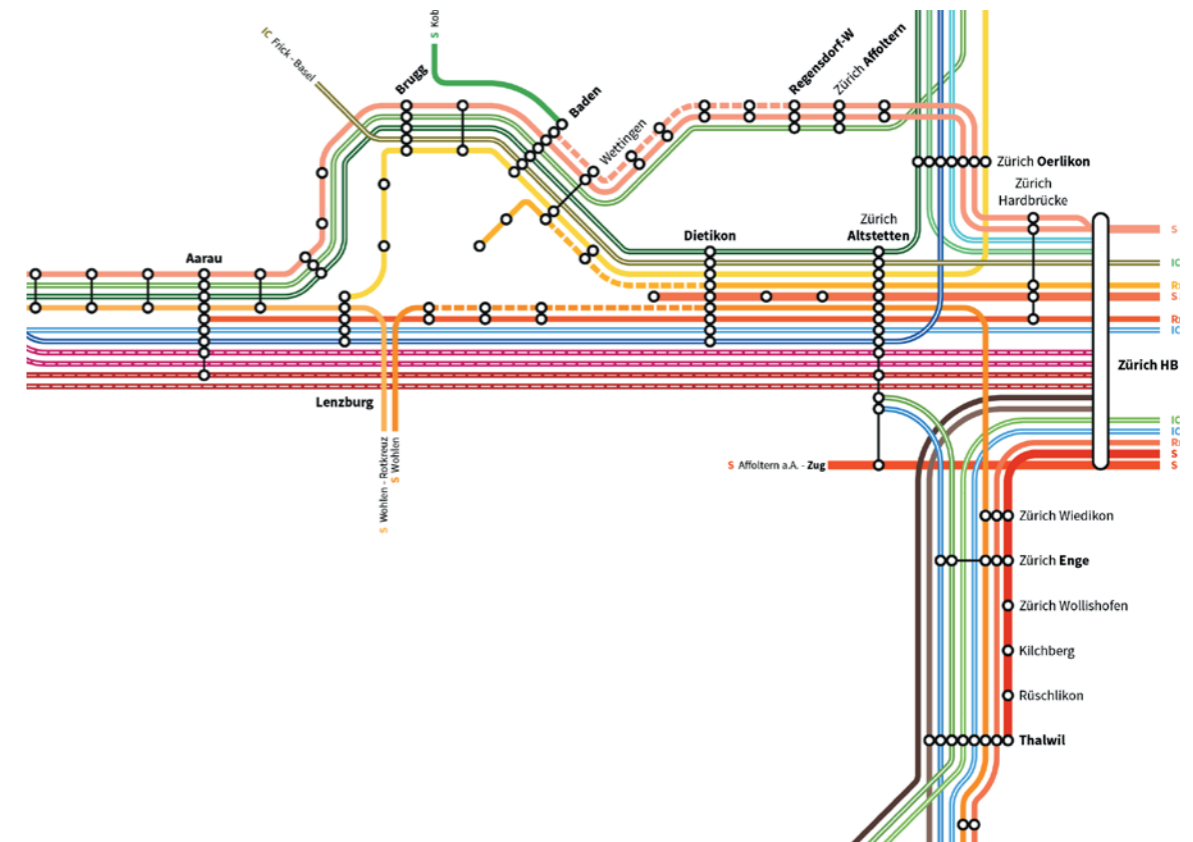 S Kob
IC Frick - Basel
Brugg
Baden
Wettingen
Regensdorf-W
Zürich Affoltern
Zürich Oerlikon
Zürich
Hardbrücke
Zürich
Altstetten
Dietikon
Aarau
S
IC
S
IC
Zürich HB
Lenzburg
S Wohlen - Rotkreuz
S Wohlen
S Affoltern a.A. - Zug
IC
IC
S
S
Zürich Wiedikon
Zürich Enge
Zürich Wollishofen
Kilchberg
Rüschlikon
Thalwil